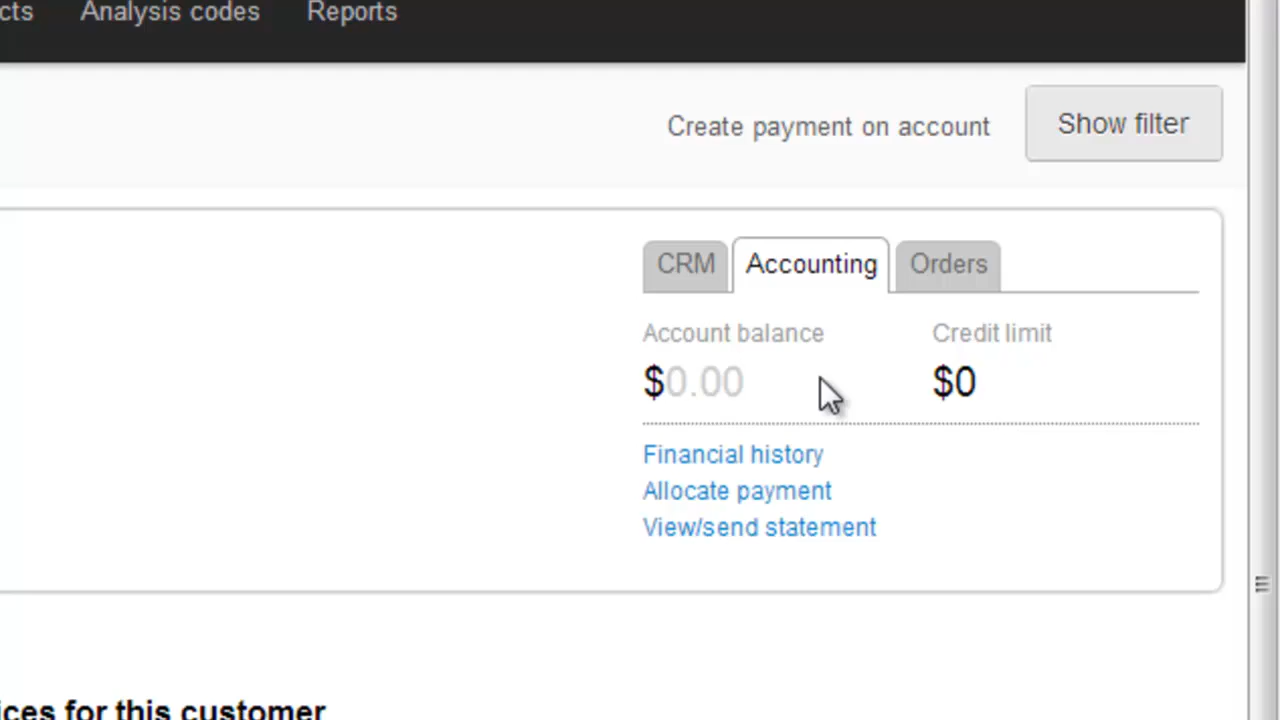 cts Analysis codes Reports
Create payment on account Show filter
CRM Accounting Orders
Account balance Credit limit
$0.00 $0
Financial history
Allocate payment
View/send statement
ices for this customer